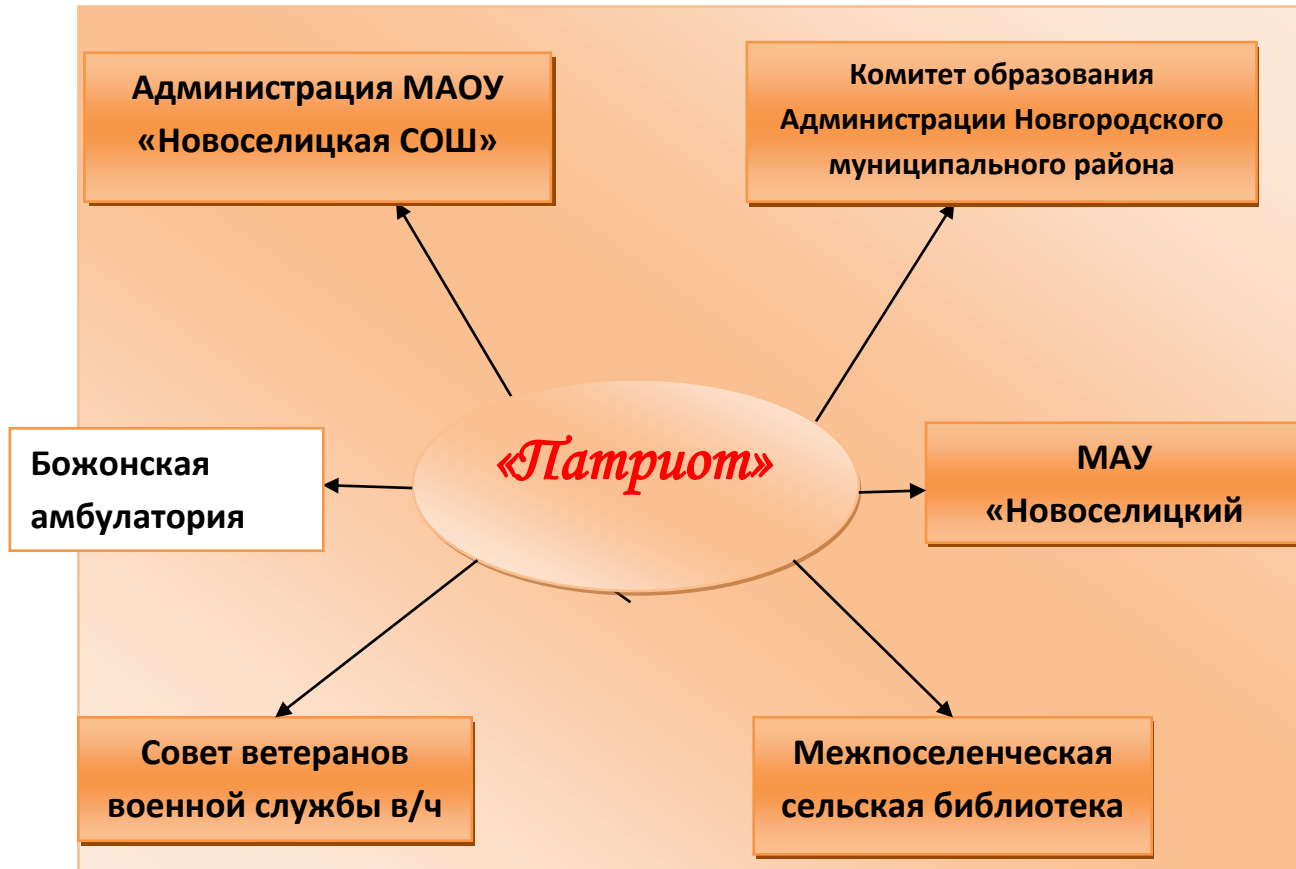 Администрация МАОУ
«Новоселицкая СОШ»
Комитет образования
Администрации Новгородского
муниципального района
«Патриот»
Божонская
амбулатория
МАУ
«Новоселицкий
Совет ветеранов
военной службы в/ч
Межпоселенческая
сельская библиотека